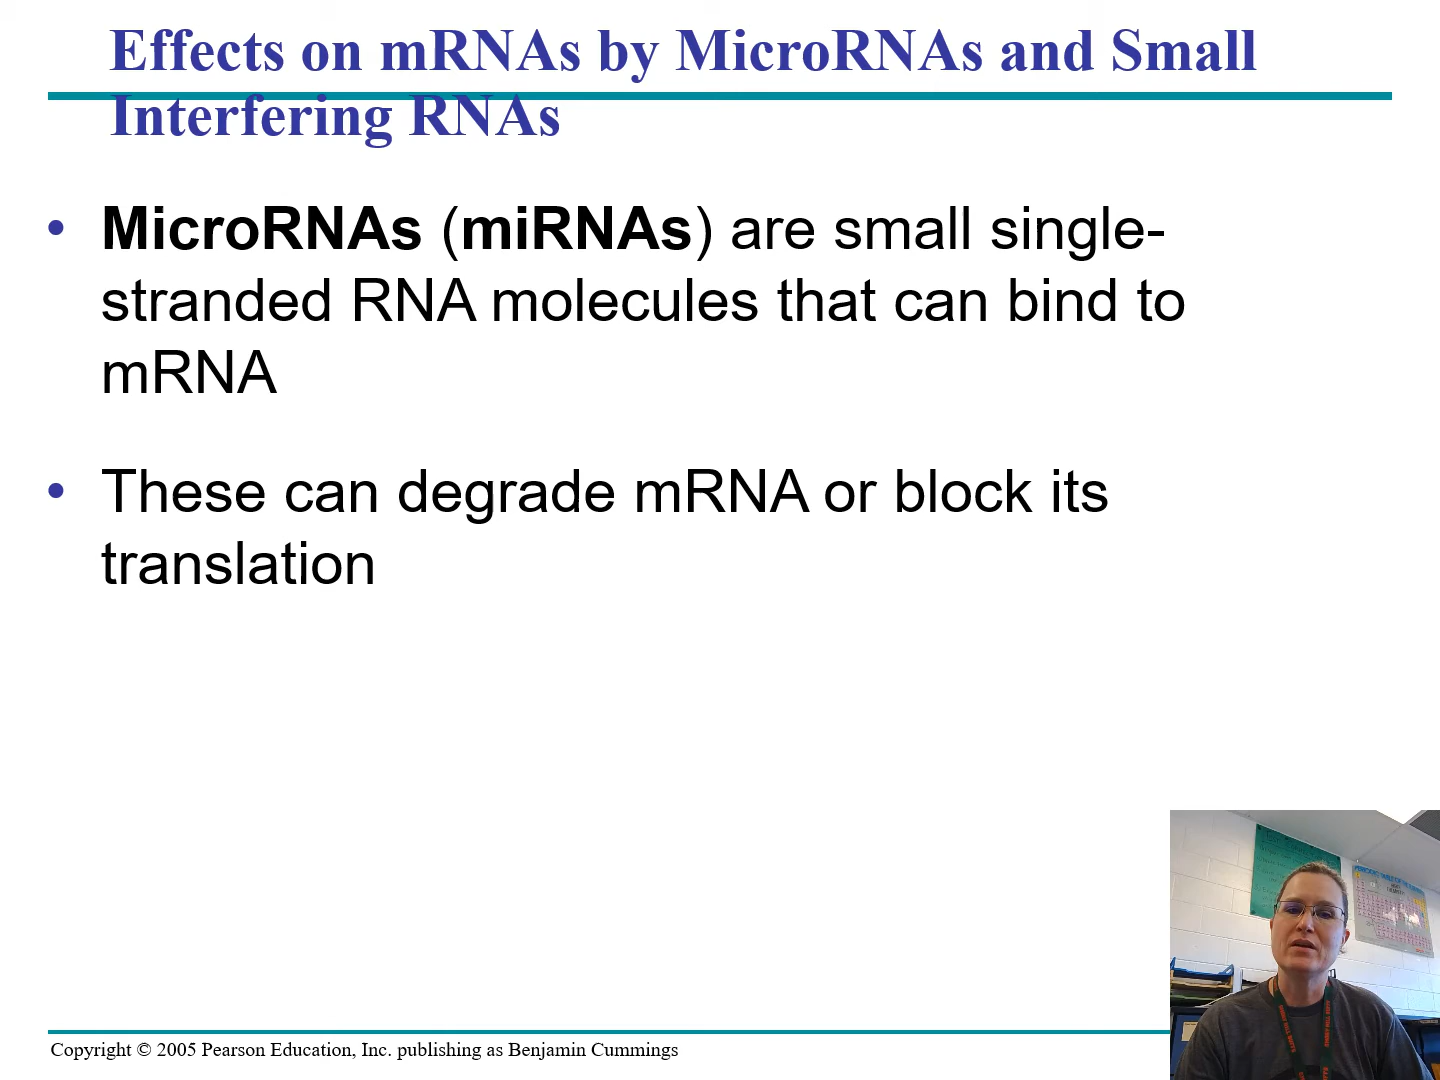 Effects on mRNAs by MicroRNAs and Small
Interfering RNAs
• MicroRNAs (miRNAs) are small single-
stranded RNA molecules that can bind to
mRNA
• These can degrade mRNA or block its
translation
Copyright © 2005 Pearson Education, Inc. publishing as Benjamin Cummings